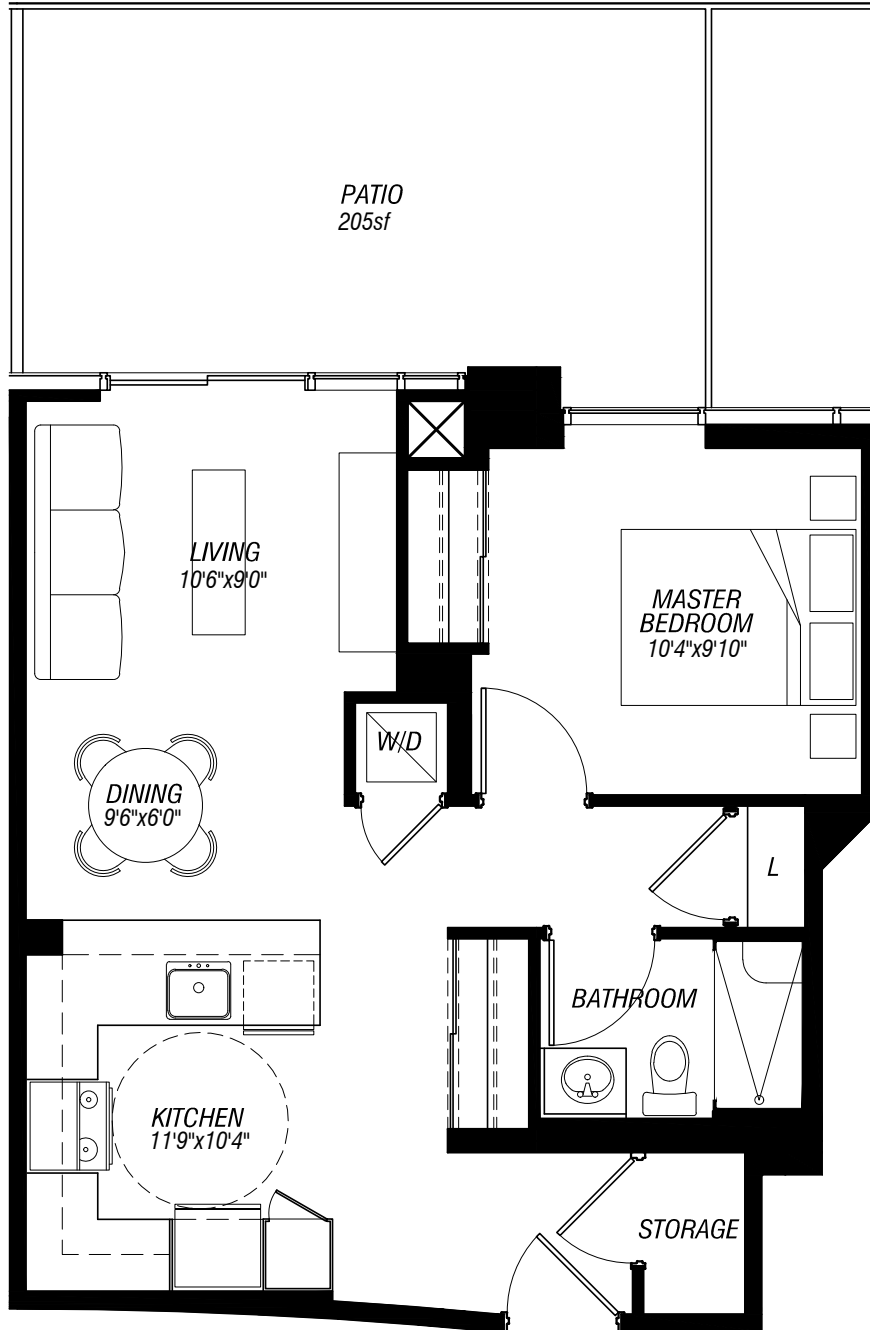 PATIO
205sf
LIVING
10'6"x9'0"
MASTER
BEDROOM
10'4"x9'10"
W/D
DINING
9'6"x6'0"
L
BATHROOM
KITCHEN
11'9"x10'4"
STORAGE